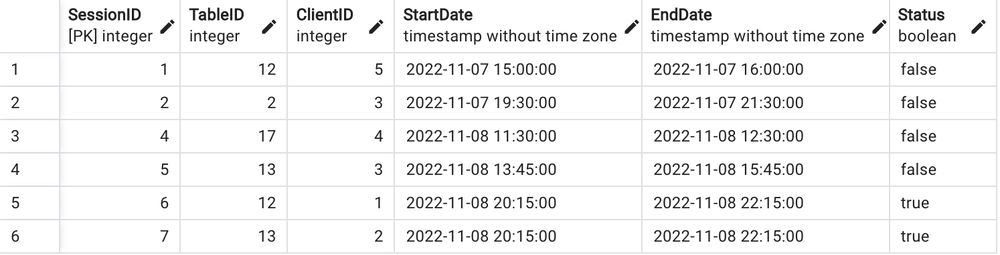 SessionID TableID ClientID StartDate EndDate Status
[PK] integer integer integer timestamp without time zone timestamp without time zone boolean
1 1 12 5 2022-11-07 15:00:00 2022-11-07 16:00:00 false
2 2 2 3 2022-11-07 19:30:00 2022-11-07 21:30:00 false
3 4 17 4 2022-11-08 11:30:00 2022-11-08 12:30:00 false
4 5 13 3 2022-11-08 13:45:00 2022-11-08 15:45:00 false
5 6 12 1 2022-11-08 20:15:00 2022-11-08 22:15:00 true
6 7 13 2 2022-11-08 20:15:00 2022-11-08 22:15:00 true